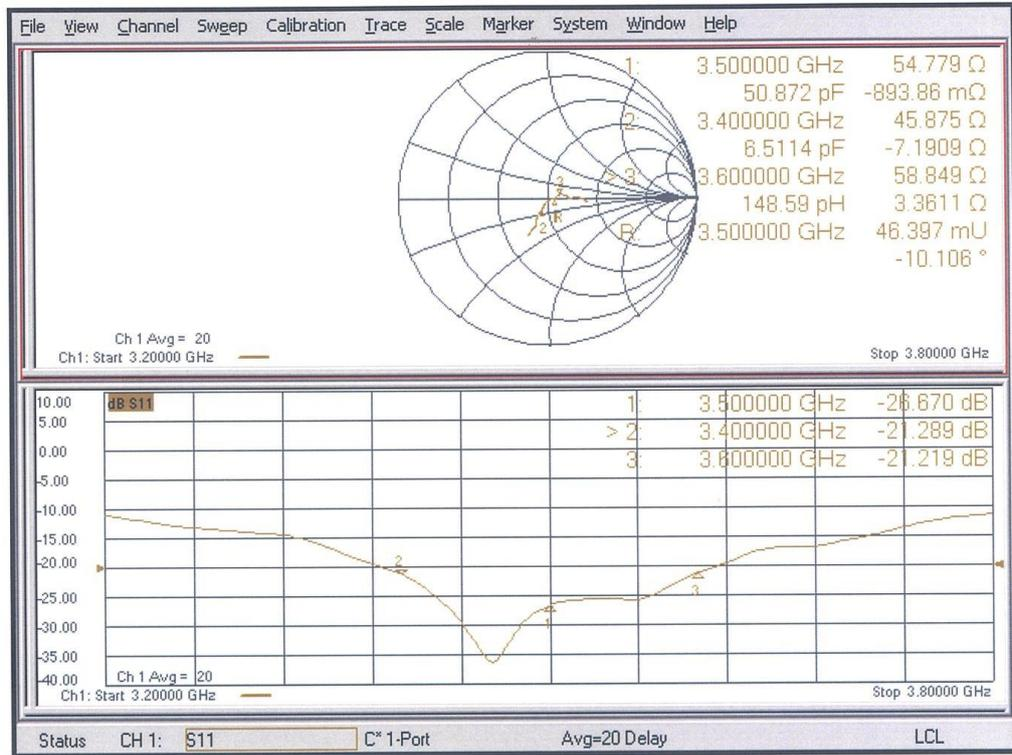 File View Channel Sweep Calibration Trace Scale Marker System Window Help
1: 3.500000 GHz 54.779 Ω
50.872 pF -893.86 mΩ
2: 3.400000 GHz 45.875 Ω
6.5114 pF -7.1909 Ω
> 3: 3.600000 GHz 58.849 Ω
148.59 pH 3.3611 Ω
R: 3.500000 GHz 46.397 mU
-10.106 °
3
R
2
Ch 1 Avg = 20
Ch1: Start 3.20000 GHz
Stop 3.80000 GHz
dB S11
1: 3.500000 GHz -26.670 dB
> 2: 3.400000 GHz -21.289 dB
3: 3.600000 GHz -21.219 dB
10.00
5.00
0.00
-5.00
-10.00
-15.00
-20.00
-25.00
-30.00
-35.00
-40.00
2
1
3
Ch 1 Avg = 20
Ch1: Start 3.20000 GHz
Stop 3.80000 GHz
Status CH 1: S11 C* 1-Port Avg=20 Delay LCL